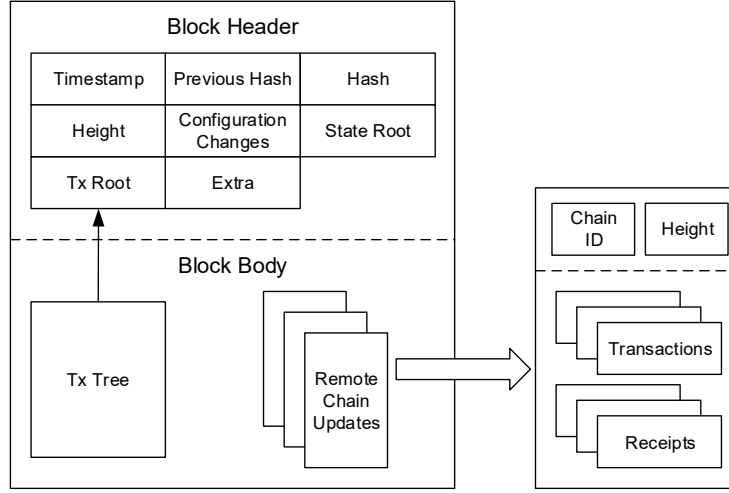 Block Header
Timestamp
Previous Hash
Hash
Height
Configuration
Changes
State Root
Tx Root
Extra
Block Body
Tx Tree
Remote
Chain
Updates
Chain
ID
Height
Transactions
Receipts